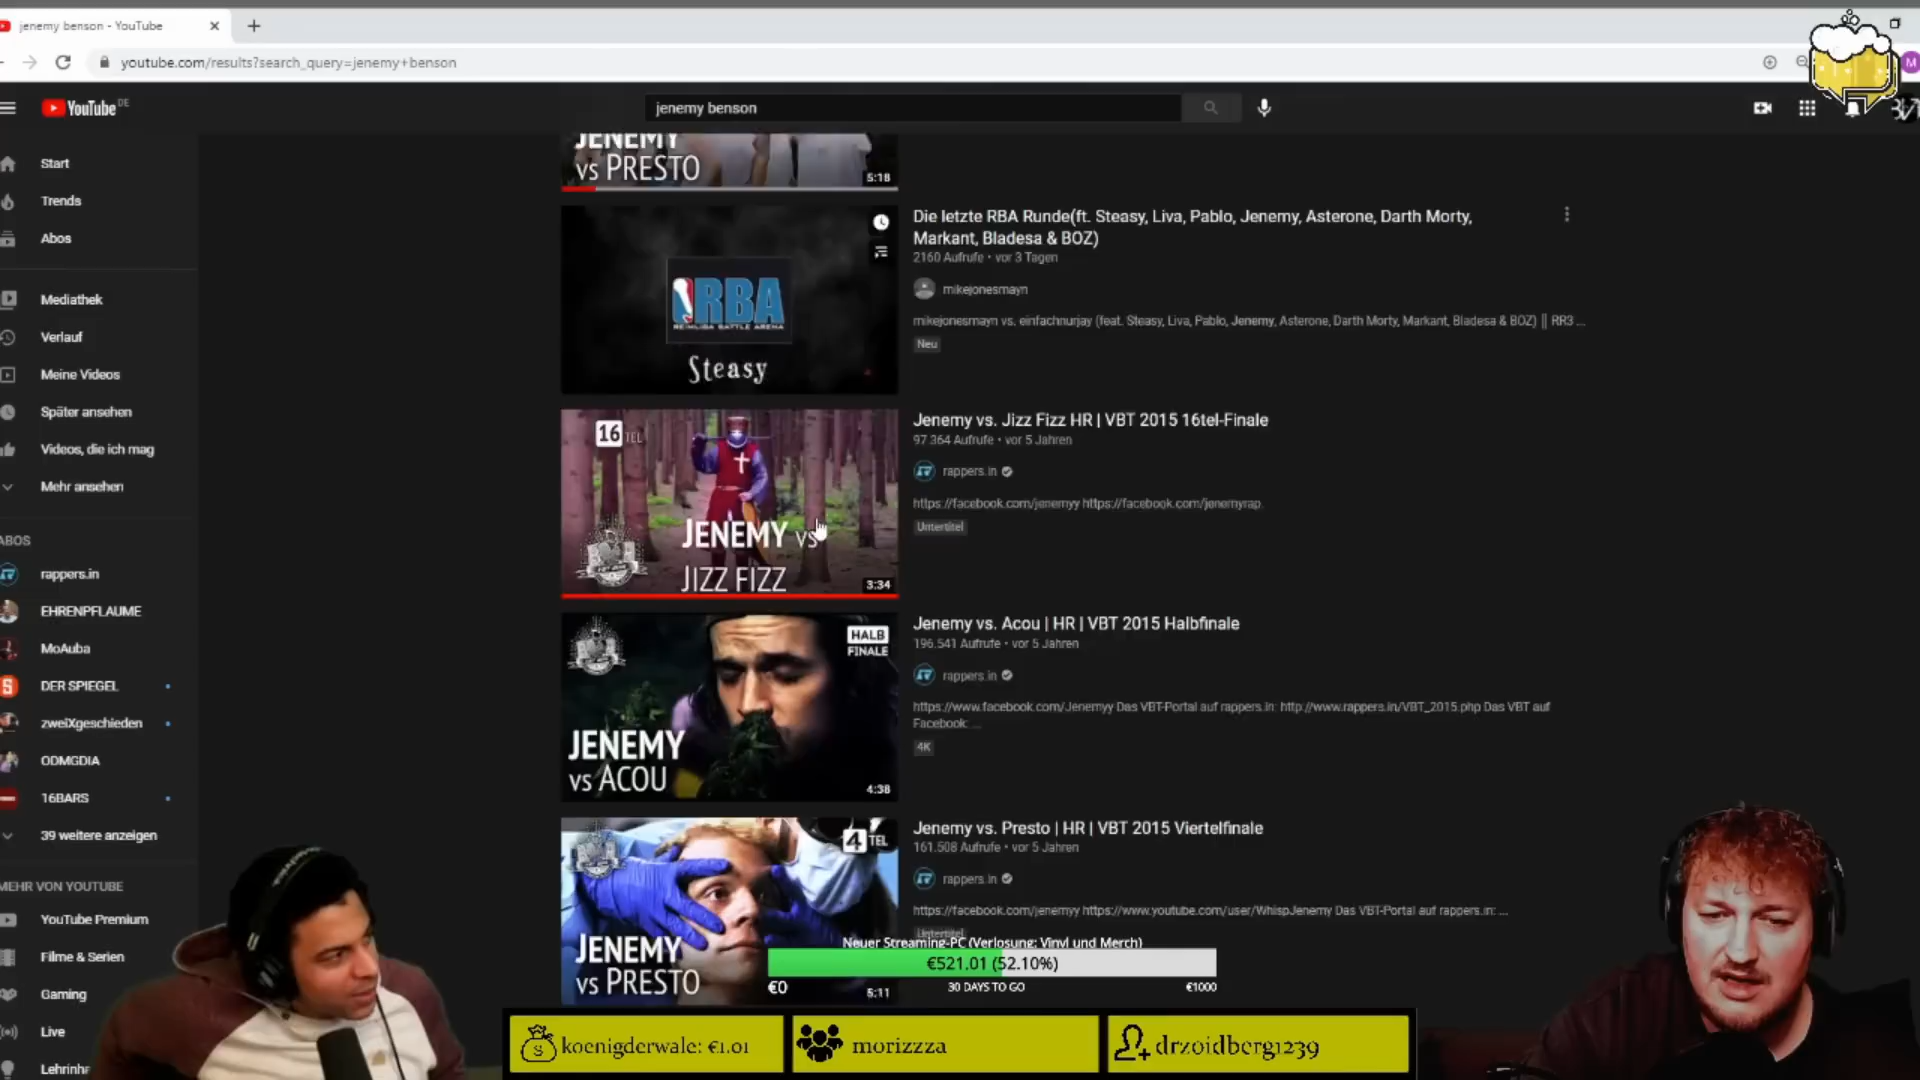 jenemy benson - YouTube
youtube.com/results?search_query=jenemy+benson
M
YouTube DE
jenemy benson
Start
Trends
Abos
Mediathek
Verlauf
Meine Videos
Später ansehen
Videos, die ich mag
Mehr ansehen
ABOS
rappers.in
EHRENPFLAUME
MoAuba
DER SPIEGEL
zweiXgeschieden
ODMGDIA
16BARS
39 weitere anzeigen
MEHR VON YOUTUBE
YouTube Premium
Filme & Serien
Gaming
Live
JENEMY
VS PRESTO
5:18
RBA
REIMLIGA BATTLE ARENA
Steasy
Die letzte RBA Runde(ft. Steasy, Liva, Pablo, Jenemy, Asterone, Darth Morty,
Markant, Bladesa & BOZ)
2160 Aufrufe • vor 3 Tagen
mikejonesmayn
mikejonesmayn vs. einfachnurjay (feat. Steasy, Liva, Pablo, Jenemy, Asterone, Darth Morty, Markant, Bladesa & BOZ) || RR3 ...
Neu
16 TEL
JENEMY VS
JIZZ FIZZ
3:34
Jenemy vs. Jizz Fizz HR | VBT 2015 16tel-Finale
97.364 Aufrufe • vor 5 Jahren
rappers.in
https://facebook.com/jenemyy https://facebook.com/jenemyrap.
Untertitel
HALB
FINALE
JENEMY
VS ACOU
4:38
Jenemy vs. Acou | HR | VBT 2015 Halbfinale
196.541 Aufrufe • vor 5 Jahren
rappers.in
https://www.facebook.com/Jenemyy Das VBT-Portal auf rappers.in: http://www.rappers.in/VBT_2015.php Das VBT auf
Facebook: ...
4K
4 TEL
JENEMY
VS PRESTO
5:11
Jenemy vs. Presto | HR | VBT 2015 Viertelfinale
161.508 Aufrufe • vor 5 Jahren
rappers.in
https://facebook.com/jenemyy https://www.youtube.com/user/WhispJenemy Das VBT-Portal auf rappers.in: ...
Untertitel
Neuer Streaming-PC (Verlosung: Vinyl und Merch)
€521.01 (52.10%)
€0
30 DAYS TO GO
€1000
koenigderwale: €1.01
morizzza
drzoidberg1239